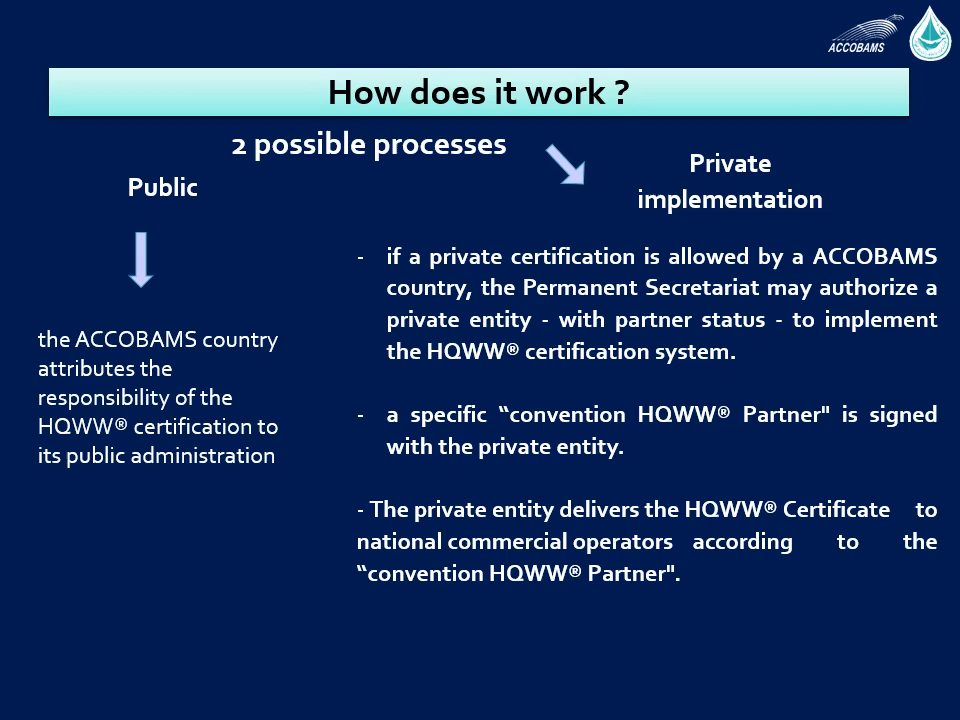 ACCOBAMS
How does it work ?
2 possible processes
Public
the ACCOBAMS country
attributes the
responsibility of the
HQWW® certification to
its public administration
Private
implementation
- if a private certification is allowed by a ACCOBAMS
country, the Permanent Secretariat may authorize a
private entity - with partner status - to implement
the HQWW® certification system.
- a specific “convention HQWW® Partner" is signed
with the private entity.
- The private entity delivers the HQWW® Certificate to
national commercial operators according to the
“convention HQWW® Partner".